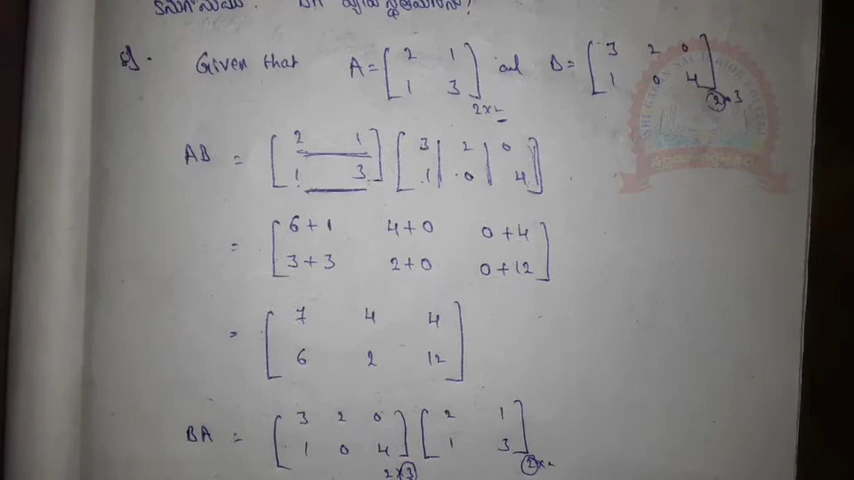 BA
Given that A = [ 2 1 1 3 ] 2×2 and B = [ 3 2 0 1 0 4 ] 2×3
AB = [ 2 1 1 3 ] [ 3 2 0 1 0 4 ]
= [ 6+1 4+0 0+4 3+3 2+0 0+12 ]
= [ 7 4 4 6 2 12 ]
BA = [ 3 2 0 1 0 4 ] 2×3 [ 2 1 1 3 ] 2×2